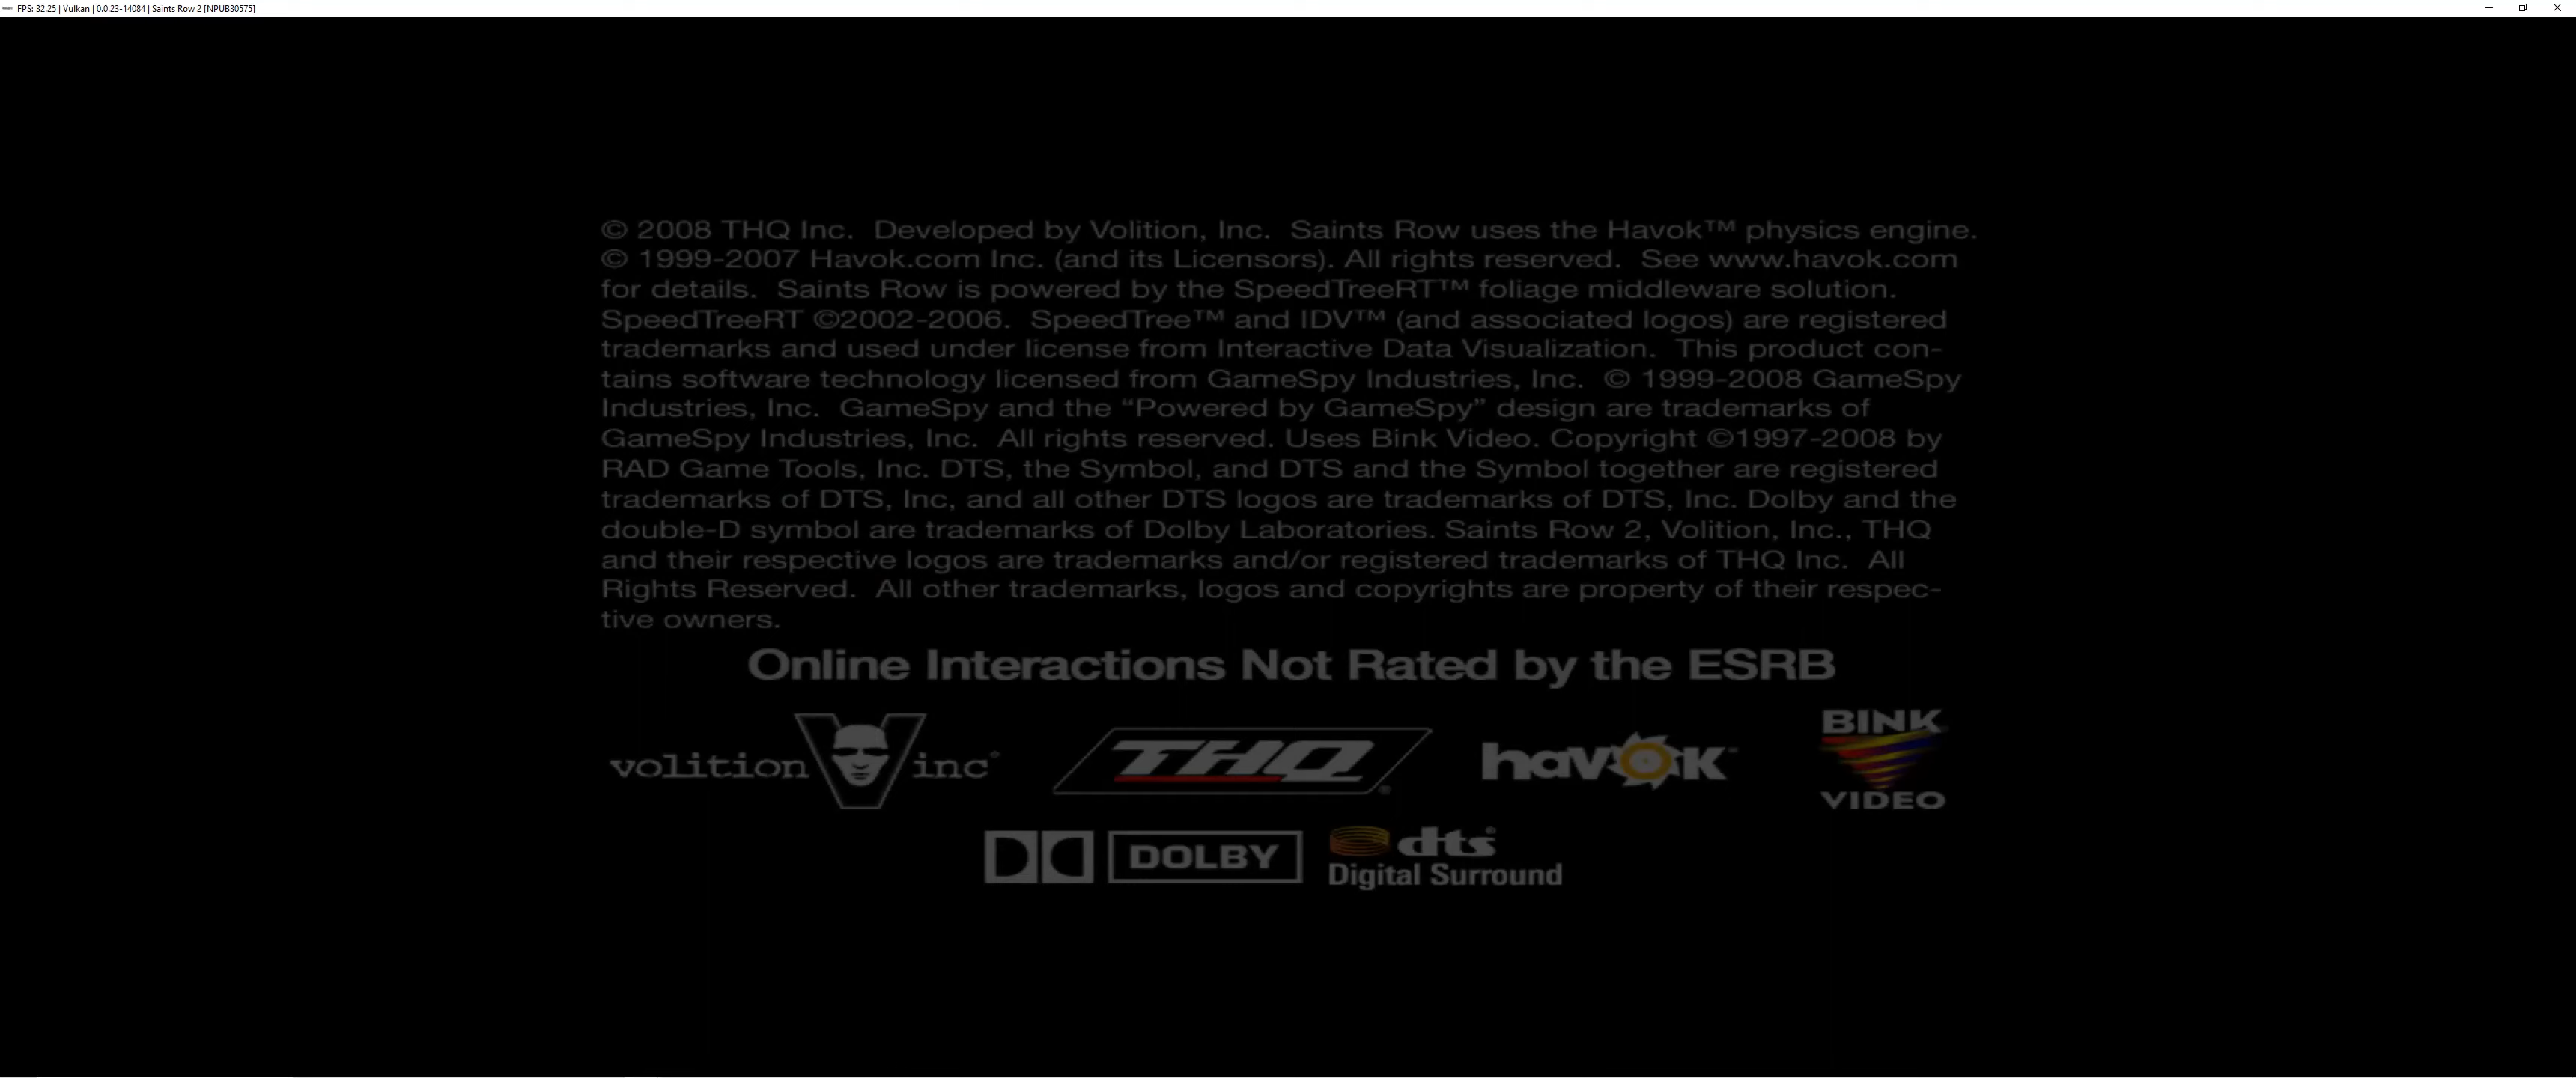 FPS: 32.25 | Vulkan | 0.0.23-14084 | Saints Row 2 [NPUB30575]
© 2008 THQ Inc.  Developed by Volition, Inc.  Saints Row uses the Havok™ physics engine.
© 1999-2007 Havok.com Inc. (and its Licensors). All rights reserved.  See www.havok.com
for details.  Saints Row is powered by the SpeedTreeRT™ foliage middleware solution.
SpeedTreeRT ©2002-2006.  SpeedTree™ and IDV™ (and associated logos) are registered
trademarks and used under license from Interactive Data Visualization.  This product con-
tains software technology licensed from GameSpy Industries, Inc.  © 1999-2008 GameSpy
Industries, Inc.  GameSpy and the “Powered by GameSpy” design are trademarks of
GameSpy Industries, Inc.  All rights reserved. Uses Bink Video. Copyright ©1997-2008 by
RAD Game Tools, Inc. DTS, the Symbol, and DTS and the Symbol together are registered
trademarks of DTS, Inc, and all other DTS logos are trademarks of DTS, Inc. Dolby and the
double-D symbol are trademarks of Dolby Laboratories. Saints Row 2, Volition, Inc., THQ
and their respective logos are trademarks and/or registered trademarks of THQ Inc.  All
Rights Reserved.  All other trademarks, logos and copyrights are property of their respec-
tive owners.
Online Interactions Not Rated by the ESRB
volition inc®
THQ®
havok™
BINK
VIDEO
DOLBY
dts®
Digital Surround